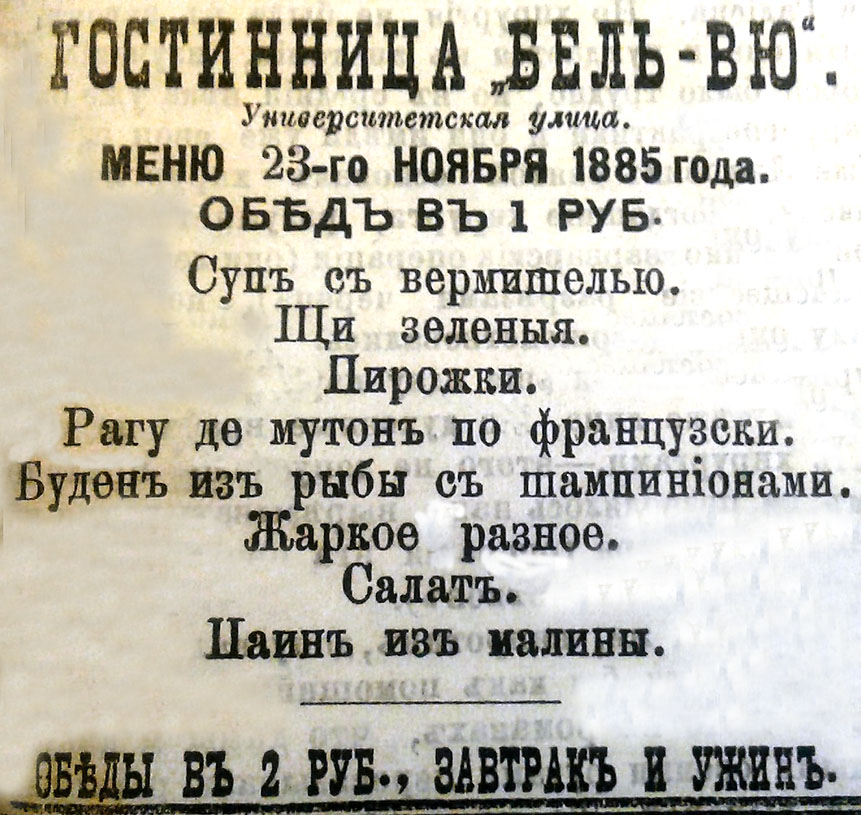 ГОСТИННИЦА „БЕЛЬ-ВЮ“.
Университетская улица.
МЕНЮ 23-го НОЯБРЯ 1885 года.
ОБѢДЪ ВЪ 1 РУБ.
Супъ съ вермишелью.
Щи зеленыя.
Пирожки.
Рагу де мутонъ по французски.
Буденъ изъ рыбы съ шампиніонами.
Жаркое разное.
Салатъ.
Паинъ изъ малины.
ОБѢДЫ ВЪ 2 РУБ., ЗАВТРАКЪ И УЖИНЪ.